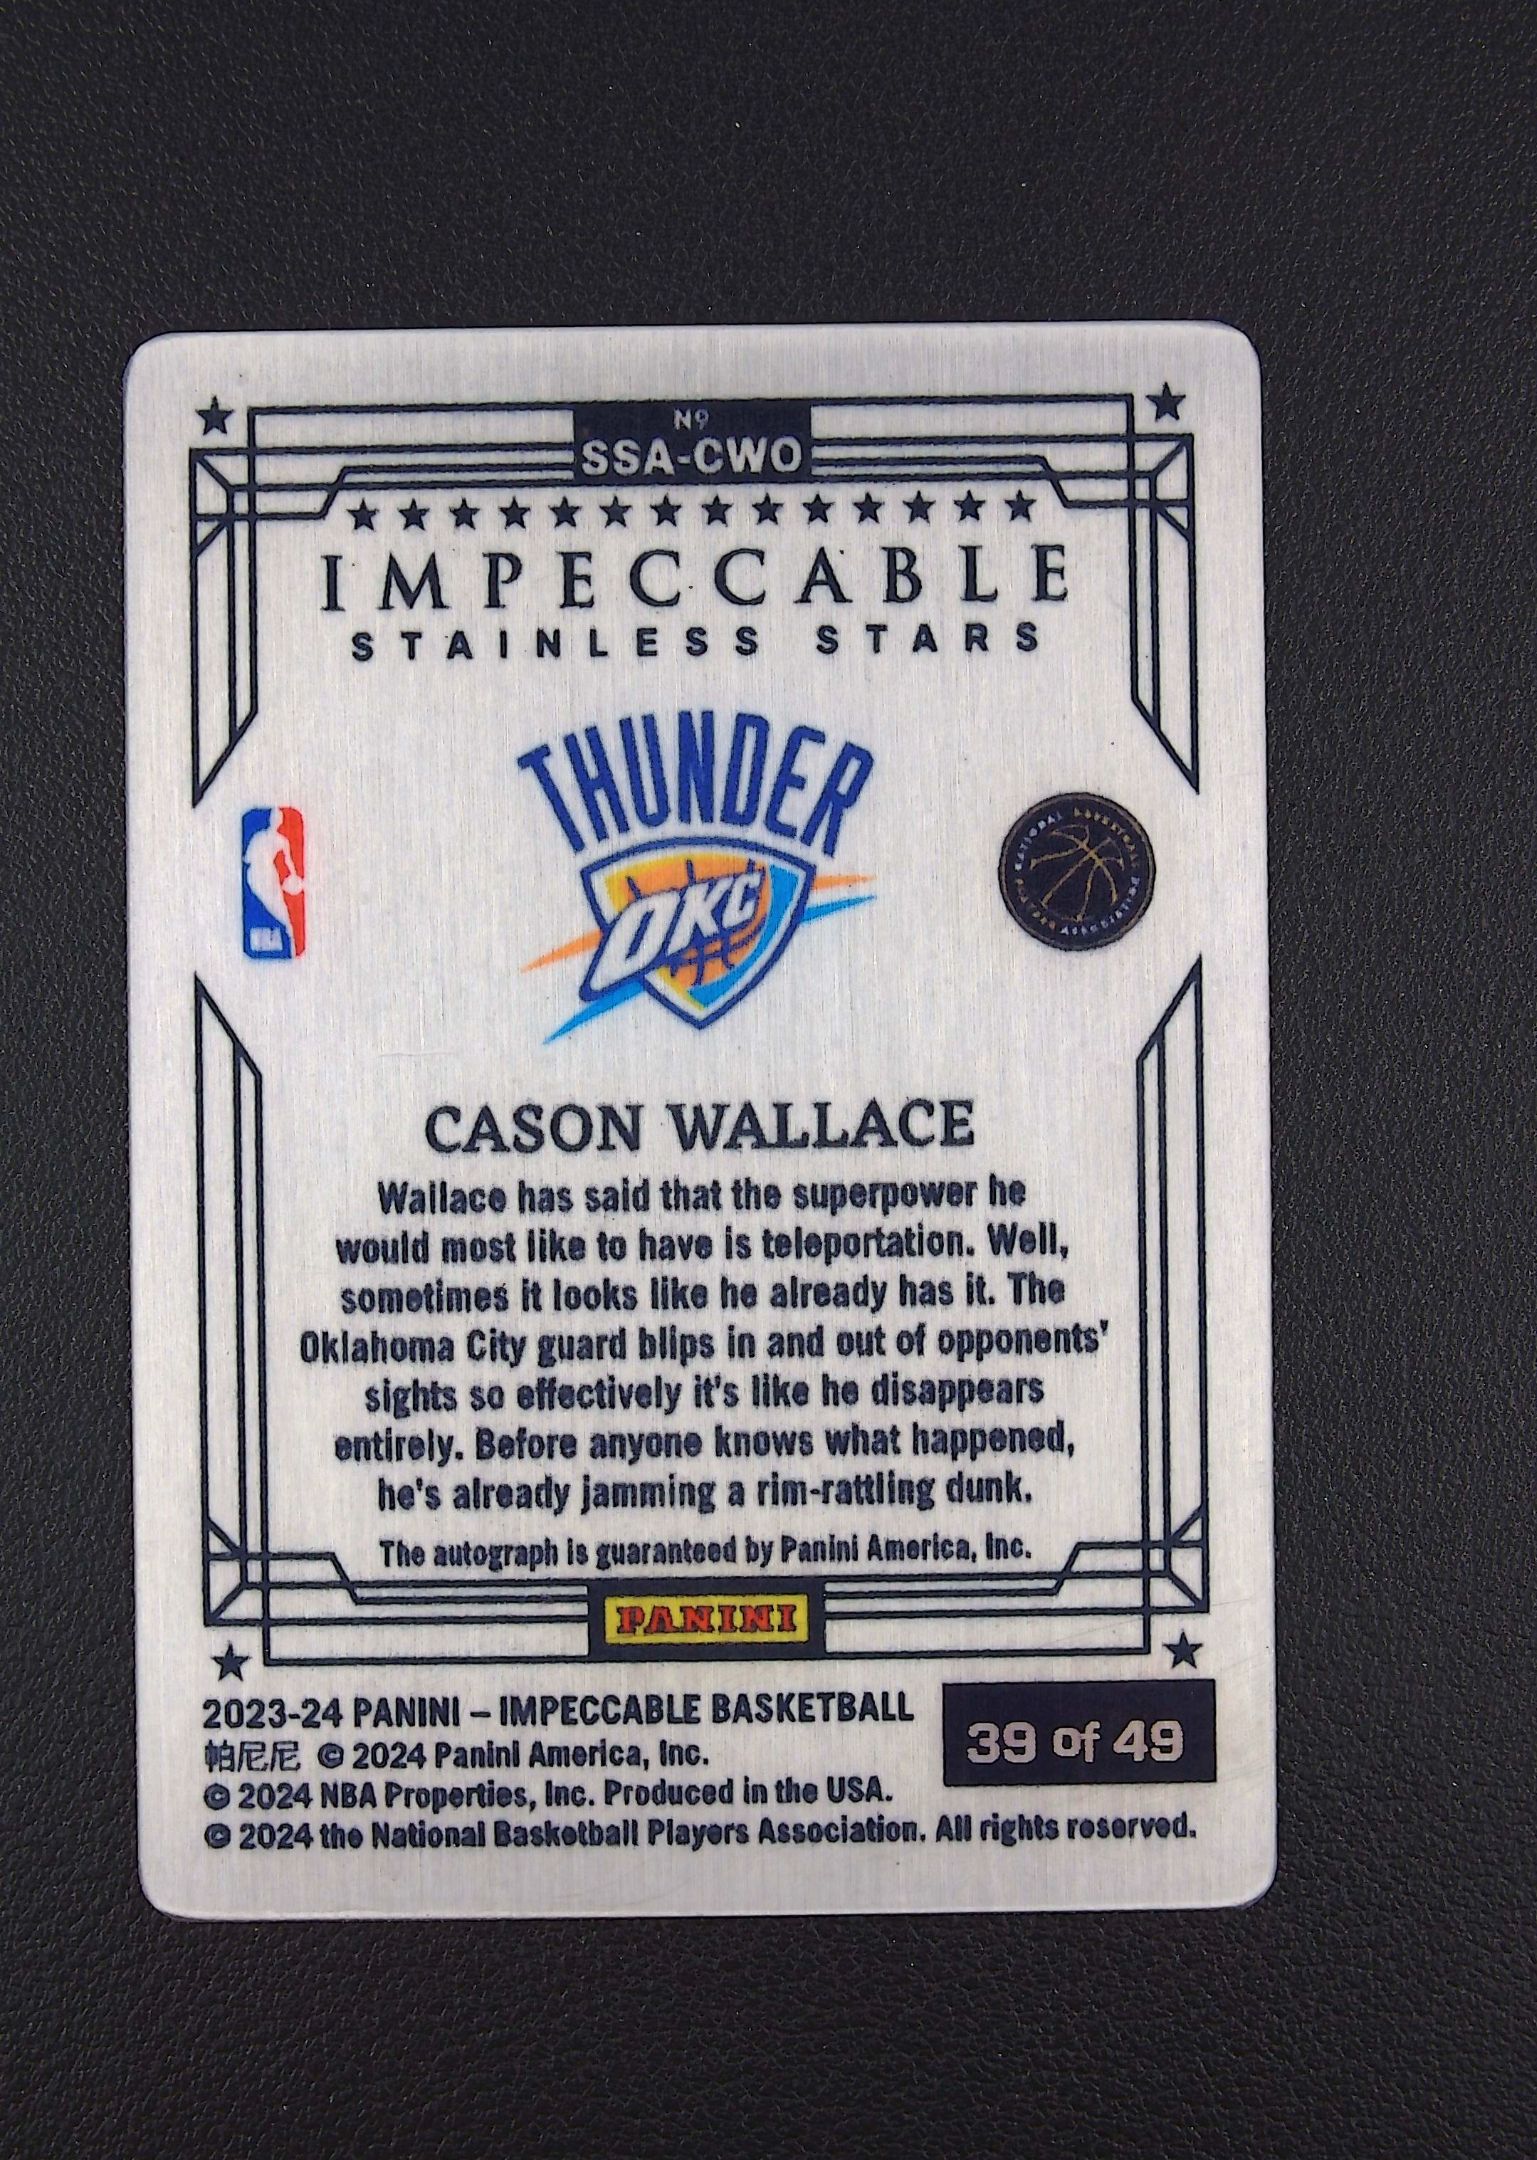 Nº
SSA-CWO
IMPECCABLE
STAINLESS STARS
THUNDER
OKC
NBA
NATIONAL BASKETBALL
PLAYERS ASSOCIATION
CASON WALLACE
Wallace has said that the superpower he
would most like to have is teleportation. Well,
sometimes it looks like he already has it. The
Oklahoma City guard blips in and out of opponents'
sights so effectively it's like he disappears
entirely. Before anyone knows what happened,
he's already jamming a rim-rattling dunk.
The autograph is guaranteed by Panini America, Inc.
PANINI
2023-24 PANINI – IMPECCABLE BASKETBALL
帕尼尼 © 2024 Panini America, Inc.
© 2024 NBA Properties, Inc. Produced in the USA.
© 2024 the National Basketball Players Association. All rights reserved.
39 of 49